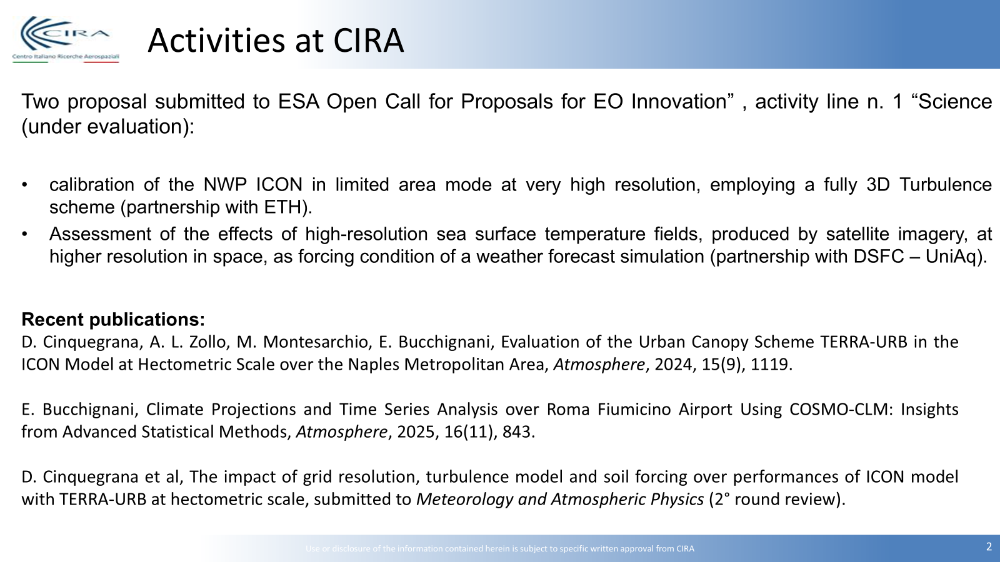 CIRA
Centro Italiano Ricerche Aerospaziali
Activities at CIRA
Two proposal submitted to ESA Open Call for Proposals for EO Innovation” , activity line n. 1 “Science
(under evaluation):
• calibration of the NWP ICON in limited area mode at very high resolution, employing a fully 3D Turbulence
scheme (partnership with ETH).
• Assessment of the effects of high-resolution sea surface temperature fields, produced by satellite imagery, at
higher resolution in space, as forcing condition of a weather forecast simulation (partnership with DSFC – UniAq).
Recent publications:
D. Cinquegrana, A. L. Zollo, M. Montesarchio, E. Bucchignani, Evaluation of the Urban Canopy Scheme TERRA-URB in the
ICON Model at Hectometric Scale over the Naples Metropolitan Area, Atmosphere, 2024, 15(9), 1119.
E. Bucchignani, Climate Projections and Time Series Analysis over Roma Fiumicino Airport Using COSMO-CLM: Insights
from Advanced Statistical Methods, Atmosphere, 2025, 16(11), 843.
D. Cinquegrana et al, The impact of grid resolution, turbulence model and soil forcing over performances of ICON model
with TERRA-URB at hectometric scale, submitted to Meteorology and Atmospheric Physics (2° round review).
Use or disclosure of the information contained herein is subject to specific written approval from CIRA
2